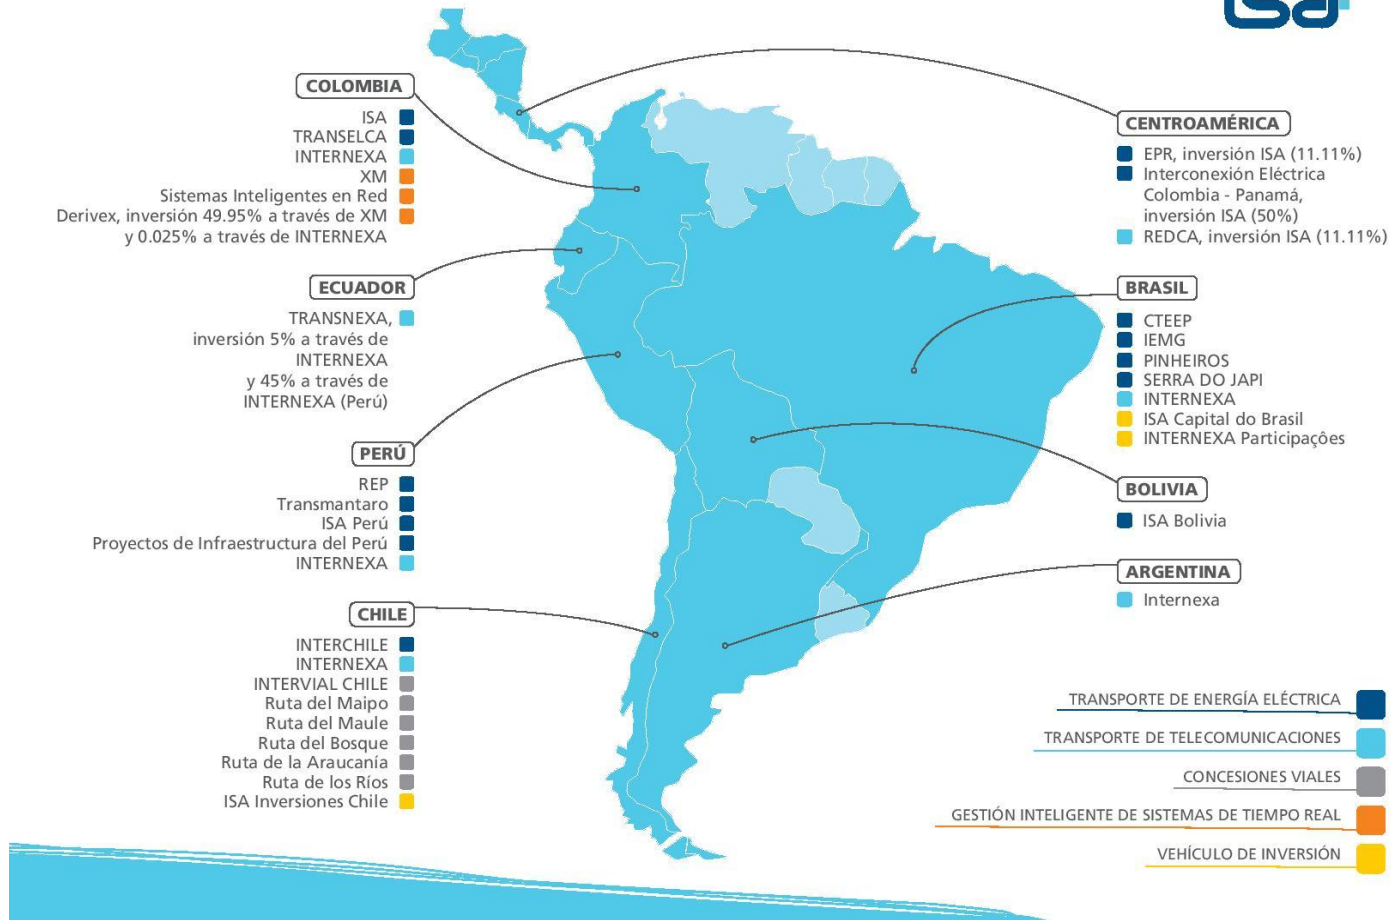 isa
COLOMBIA
ISA
TRANSELCA
INTERNEXA
XM
Sistemas Inteligentes en Red
Derivex, inversión 49.95% a través de XM
y 0.025% a través de INTERNEXA
ECUADOR
TRANSNEXA,
inversión 5% a través de
INTERNEXA
y 45% a través de
INTERNEXA (Perú)
PERÚ
REP
Transmantaro
ISA Perú
Proyectos de Infraestructura del Perú
INTERNEXA
CHILE
INTERCHILE
INTERNEXA
INTERVIAL CHILE
Ruta del Maipo
Ruta del Maule
Ruta del Bosque
Ruta de la Araucanía
Ruta de los Ríos
ISA Inversiones Chile
CENTROAMÉRICA
EPR, inversión ISA (11.11%)
Interconexión Eléctrica
Colombia - Panamá,
inversión ISA (50%)
REDCA, inversión ISA (11.11%)
BRASIL
CTEEP
IEMG
PINHEIROS
SERRA DO JAPI
INTERNEXA
ISA Capital do Brasil
INTERNEXA Participações
BOLIVIA
ISA Bolivia
ARGENTINA
Internexa
TRANSPORTE DE ENERGÍA ELÉCTRICA
TRANSPORTE DE TELECOMUNICACIONES
CONCESIONES VIALES
GESTIÓN INTELIGENTE DE SISTEMAS DE TIEMPO REAL
VEHÍCULO DE INVERSIÓN